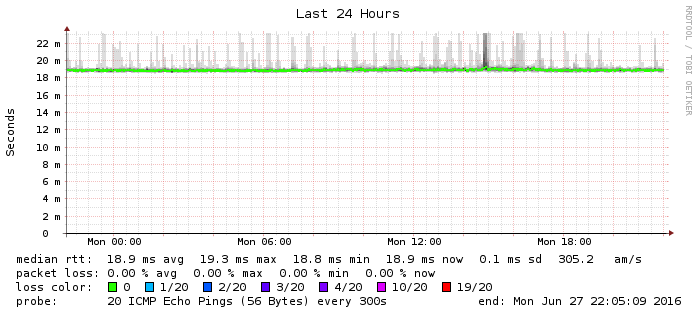 Last 24 Hours
RRDTOOL / TOBI OETIKER
Seconds
22 m
20 m
18 m
16 m
14 m
12 m
10 m
8 m
6 m
4 m
2 m
0
Mon 00:00 Mon 06:00 Mon 12:00 Mon 18:00
median rtt: 18.9 ms avg 19.3 ms max 18.8 ms min 18.9 ms now 0.1 ms sd 305.2 am/s
packet loss: 0.00 % avg 0.00 % max 0.00 % min 0.00 % now
loss color: 0 1/20 2/20 3/20 4/20 10/20 19/20
probe: 20 ICMP Echo Pings (56 Bytes) every 300s end: Mon Jun 27 22:05:09 2016